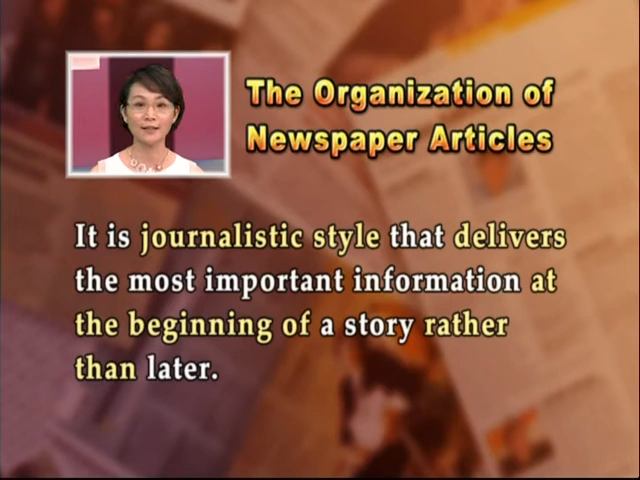 The Organization of
Newspaper Articles
It is journalistic style that delivers
the most important information at
the beginning of a story rather
than later.